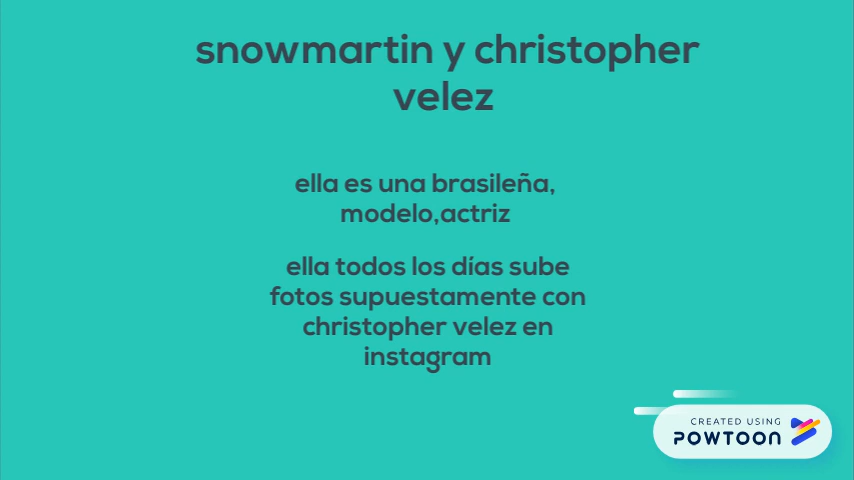 snowmartin y christopher
velez
ella es una brasileña,
modelo,actriz
ella todos los días sube
fotos supuestamente con
christopher velez en
instagram
CREATED USING
POWTOON